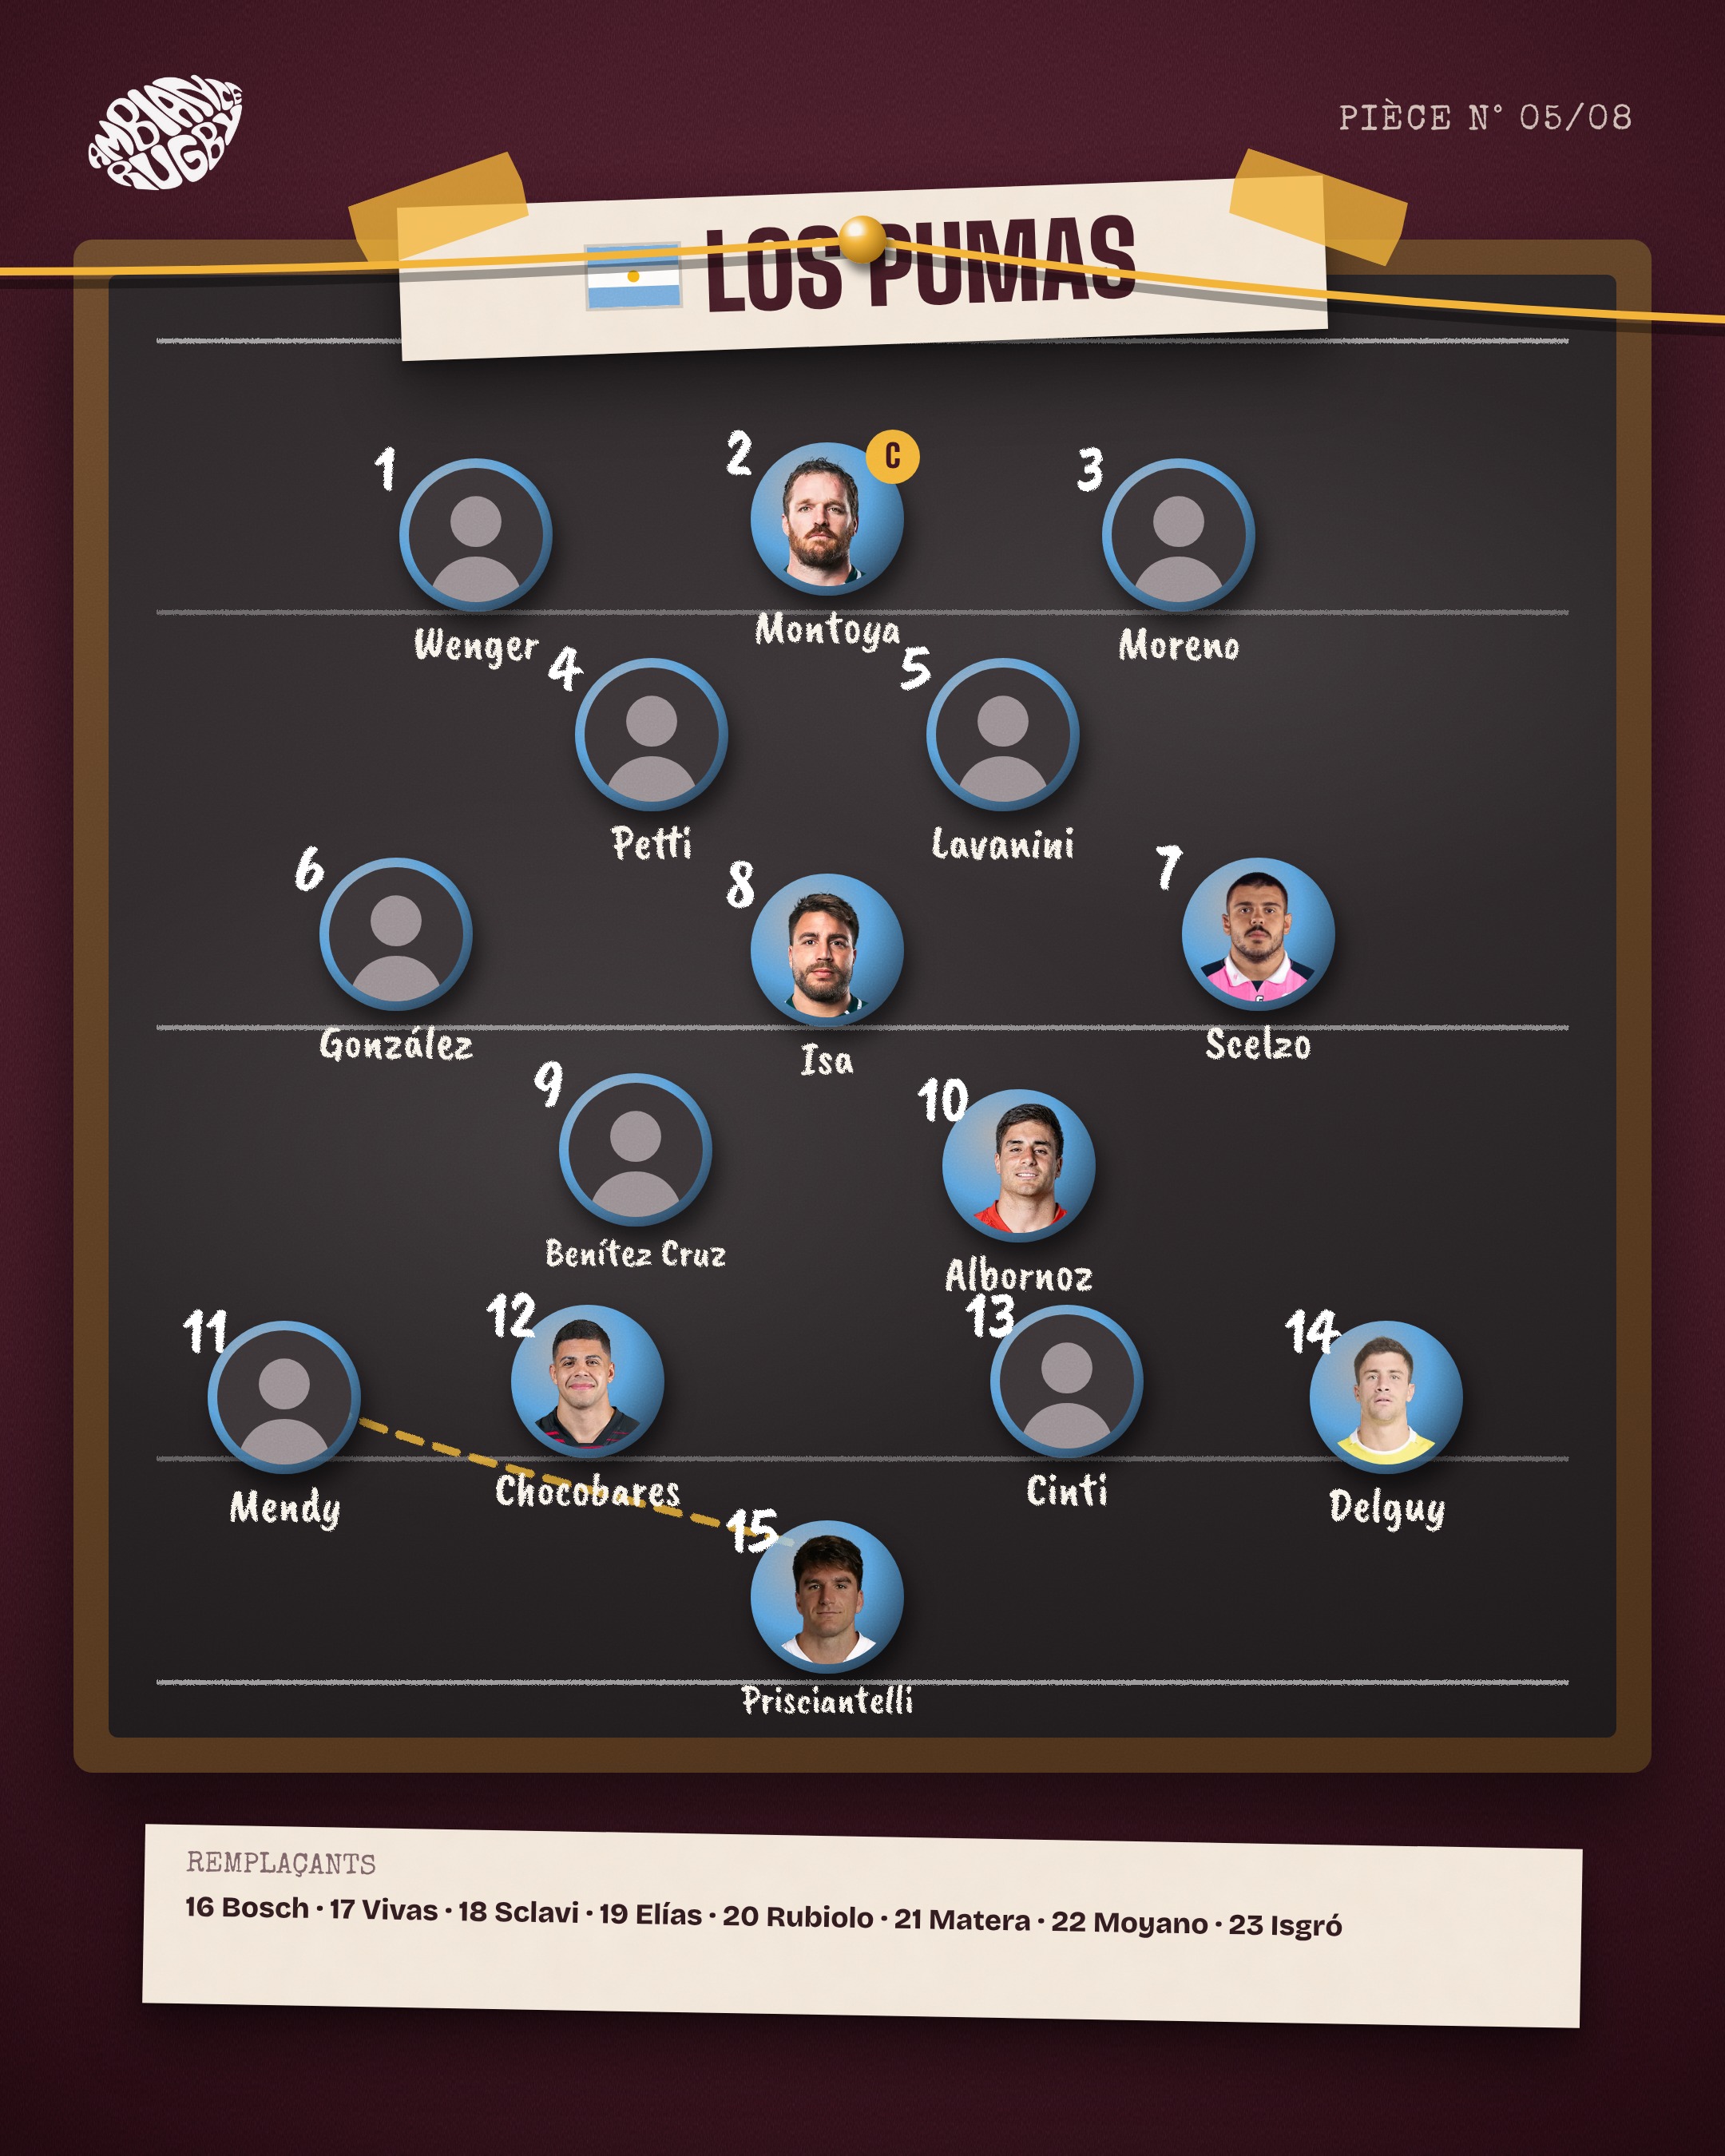 AMBIANCE
RUGBY
PIÈCE N° 05/08
LOS PUMAS
1
2
C
3
Wenger
Montoya
Moreno
4
5
Petti
Lavanini
6
8
7
González
Isa
Scelzo
9
10
Benítez Cruz
Albornoz
11
12
13
14
Mendy
Chocobares
Cinti
Delguy
15
Prisciantelli
REMPLAÇANTS
16 Bosch · 17 Vivas · 18 Sclavi · 19 Elías · 20 Rubiolo · 21 Matera · 22 Moyano · 23 Isgró